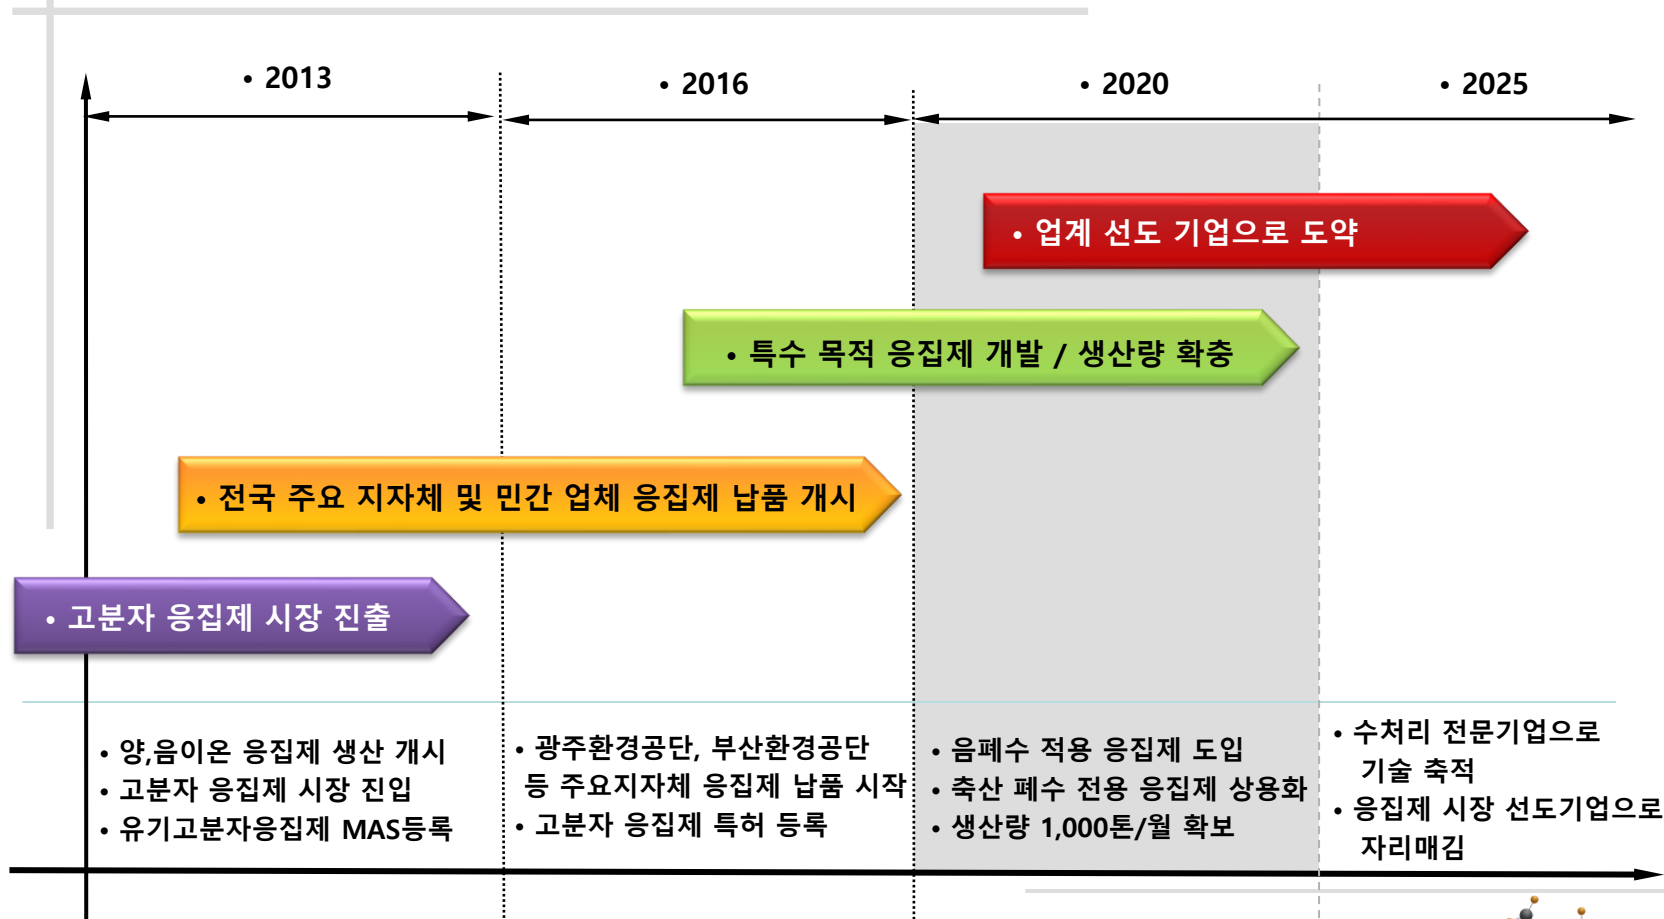 • 2013
• 2016
• 2020
• 2025
• 업계 선도 기업으로 도약
• 특수 목적 응집제 개발 / 생산량 확충
• 전국 주요 지자체 및 민간 업체 응집제 납품 개시
• 고분자 응집제 시장 진출
• 양,음이온 응집제 생산 개시
• 고분자 응집제 시장 진입
• 유기고분자응집제 MAS등록
• 광주환경공단, 부산환경공단
등 주요지자체 응집제 납품 시작
• 고분자 응집제 특허 등록
• 음폐수 적용 응집제 도입
• 축산 폐수 전용 응집제 상용화
• 생산량 1,000톤/월 확보
• 수처리 전문기업으로
기술 축적
• 응집제 시장 선도기업으로
자리매김